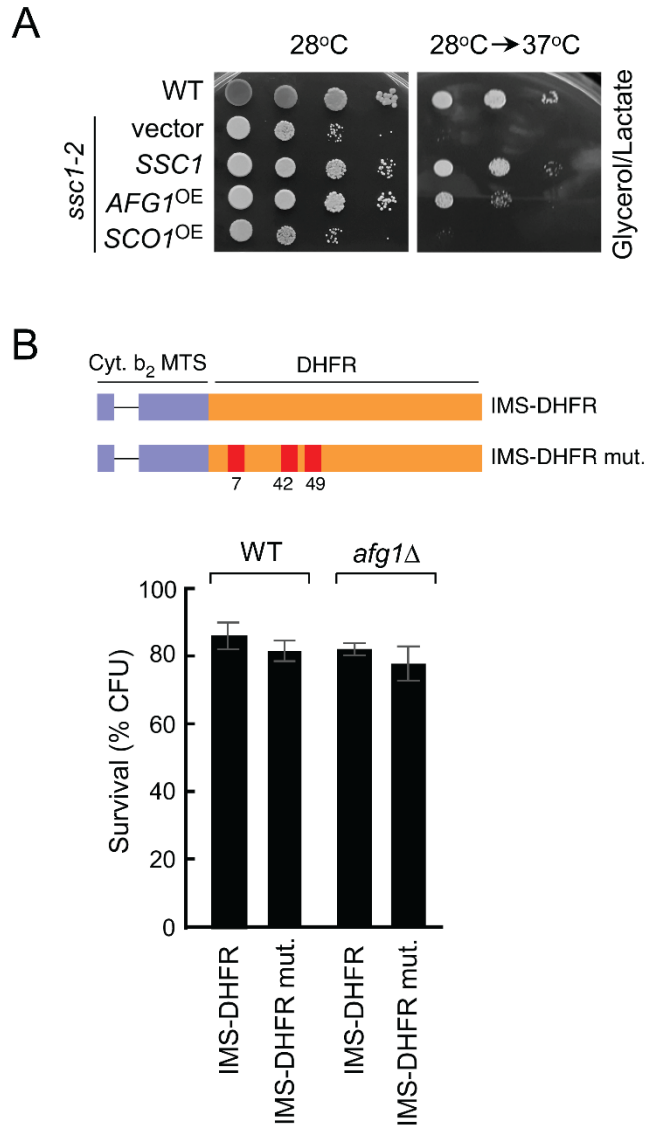 A
28°C
28°C→37°C
WT
vector
SSC1
AFG1OE
SCO1OE
ssc1-2
Glycerol/Lactate
B
Cyt. b2 MTS
DHFR
IMS-DHFR
IMS-DHFR mut.
7
42
49
WT
afg1Δ
100
80
60
40
20
0
Survival (% CFU)
IMS-DHFR
IMS-DHFR mut.
IMS-DHFR
IMS-DHFR mut.